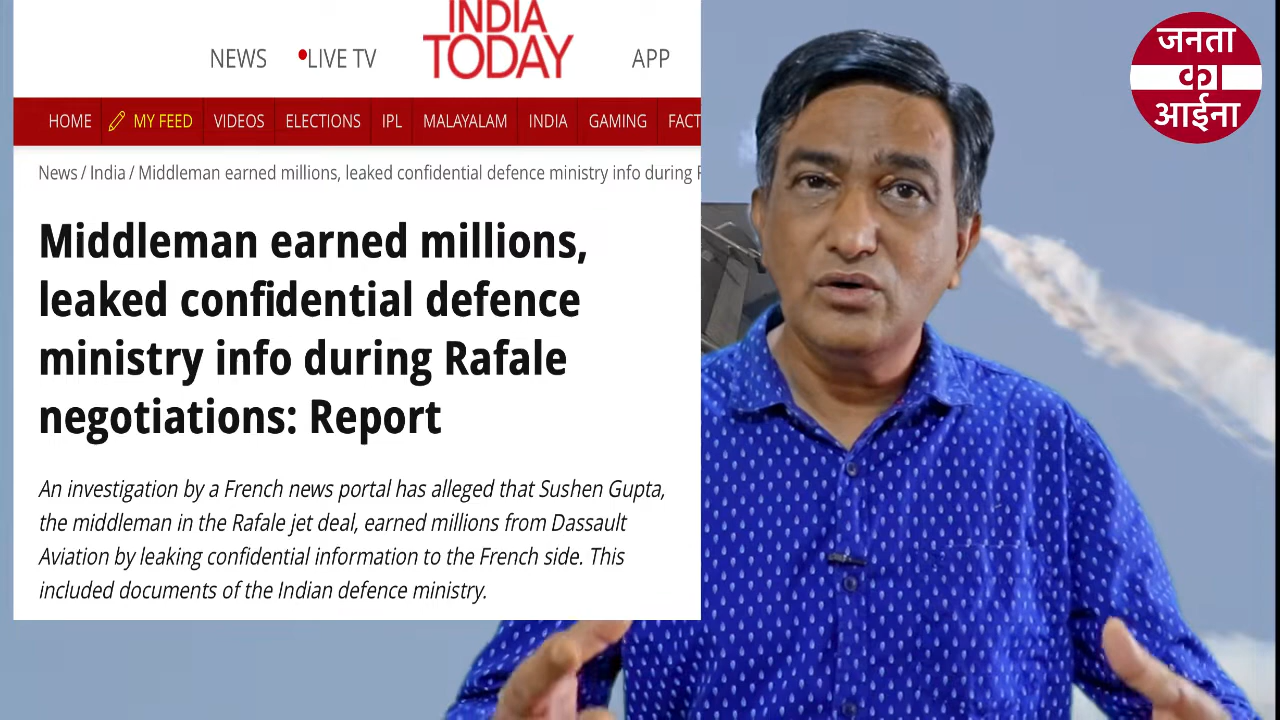 INDIA
TODAY
NEWS LIVE TV APP
HOME MY FEED VIDEOS ELECTIONS IPL MALAYALAM INDIA GAMING FACT
News / India / Middleman earned millions, leaked confidential defence ministry info during
Middleman earned millions,
leaked confidential defence
ministry info during Rafale
negotiations: Report
An investigation by a French news portal has alleged that Sushen Gupta,
the middleman in the Rafale jet deal, earned millions from Dassault
Aviation by leaking confidential information to the French side. This
included documents of the Indian defence ministry.
जनता
का
आईना